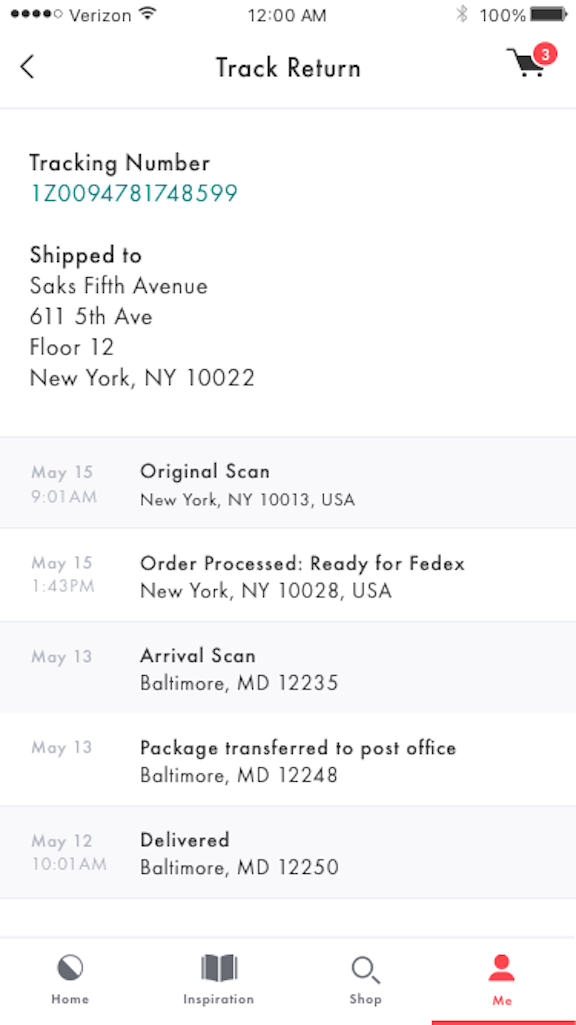 Verizon 12:00 AM 100%
Track Return 3
Tracking Number
1Z0094781748599
Shipped to
Saks Fifth Avenue
611 5th Ave
Floor 12
New York, NY 10022
May 15 Original Scan
9:01AM New York, NY 10013, USA
May 15 Order Processed: Ready for Fedex
1:43PM New York, NY 10028, USA
May 13 Arrival Scan
Baltimore, MD 12235
May 13 Package transferred to post office
Baltimore, MD 12248
May 12 Delivered
10:01AM Baltimore, MD 12250
Home Inspiration Shop Me